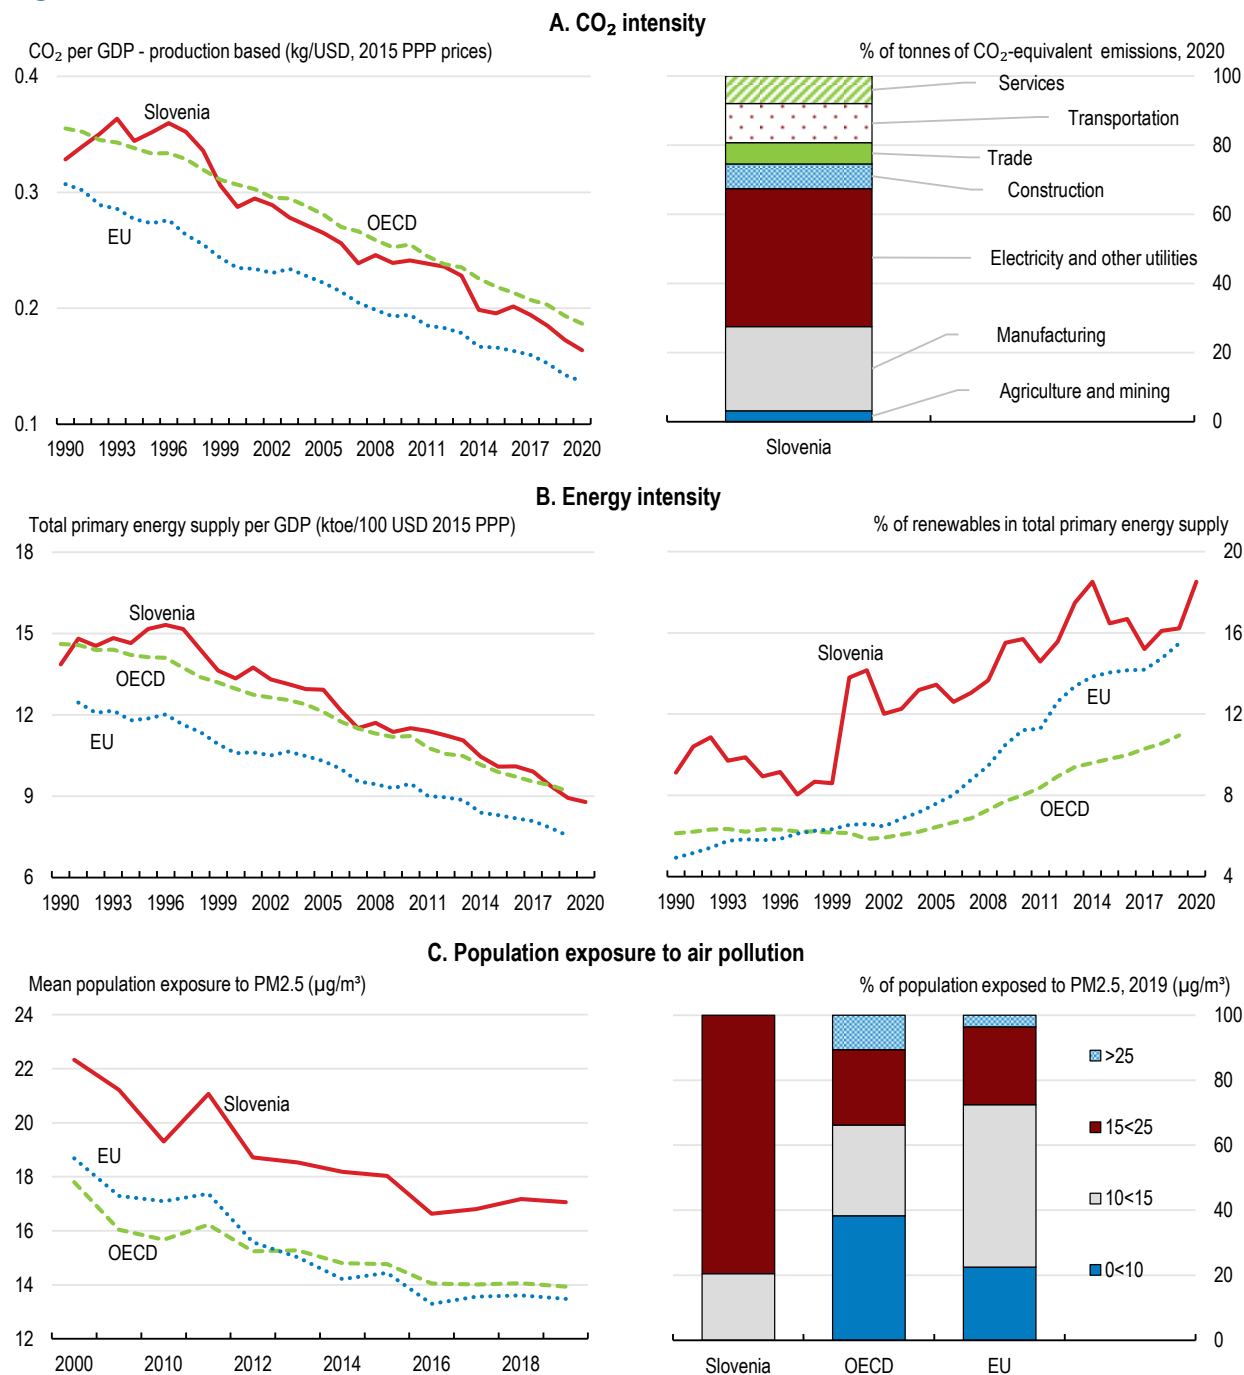 A. CO₂ intensity
CO₂ per GDP - production based (kg/USD, 2015 PPP prices)
0.4
0.3
0.2
0.1
Slovenia
OECD
EU
1990 1993 1996 1999 2002 2005 2008 2011 2014 2017 2020
% of tonnes of CO₂-equivalent emissions, 2020
100
80
60
40
20
0
Services
Transportation
Trade
Construction
Electricity and other utilities
Manufacturing
Agriculture and mining
Slovenia
B. Energy intensity
Total primary energy supply per GDP (ktoe/100 USD 2015 PPP)
18
15
12
9
6
Slovenia
OECD
EU
1990 1993 1996 1999 2002 2005 2008 2011 2014 2017 2020
% of renewables in total primary energy supply
20
16
12
8
4
Slovenia
EU
OECD
1990 1993 1996 1999 2002 2005 2008 2011 2014 2017 2020
C. Population exposure to air pollution
Mean population exposure to PM2.5 (µg/m³)
24
22
20
18
16
14
12
Slovenia
EU
OECD
2000 2010 2012 2014 2016 2018
% of population exposed to PM2.5, 2019 (µg/m³)
100
80
60
40
20
0
>25
15<25
10<15
0<10
Slovenia OECD EU